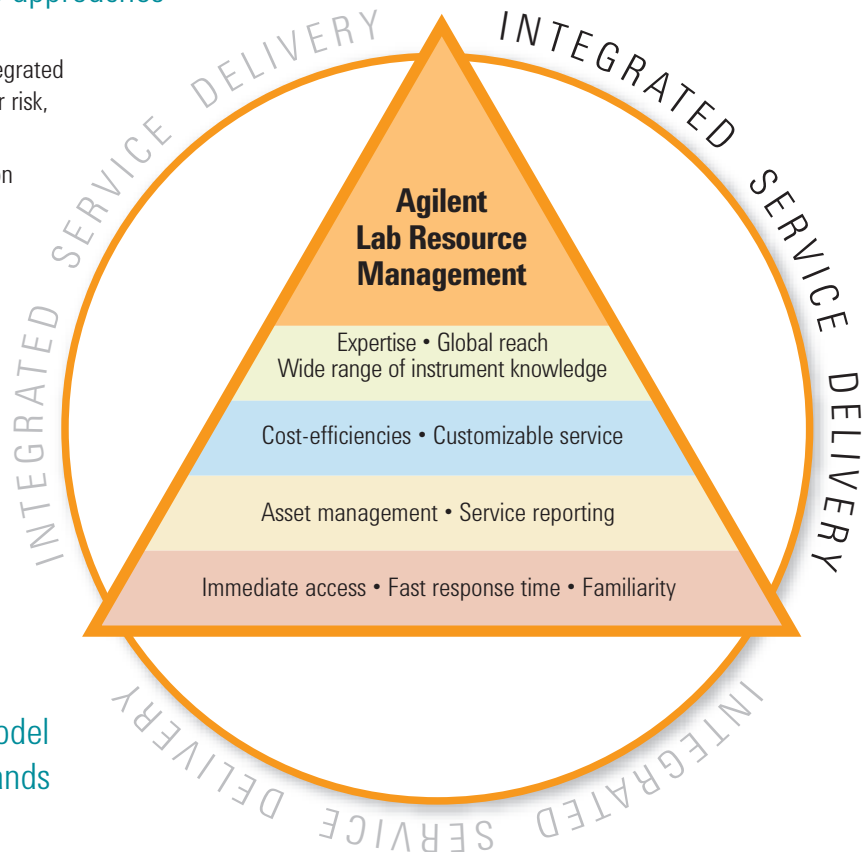 approaches
egrated
r risk,
on
INTEGRATED SERVICE DELIVERY
INTEGRATED SERVICE DELIVERY
Agilent
Lab Resource
Management
Expertise • Global reach
Wide range of instrument knowledge
Cost-efficiencies • Customizable service
Asset management • Service reporting
Immediate access • Fast response time • Familiarity
odel
ands
INTEGRATED SERVICE DELIVERY